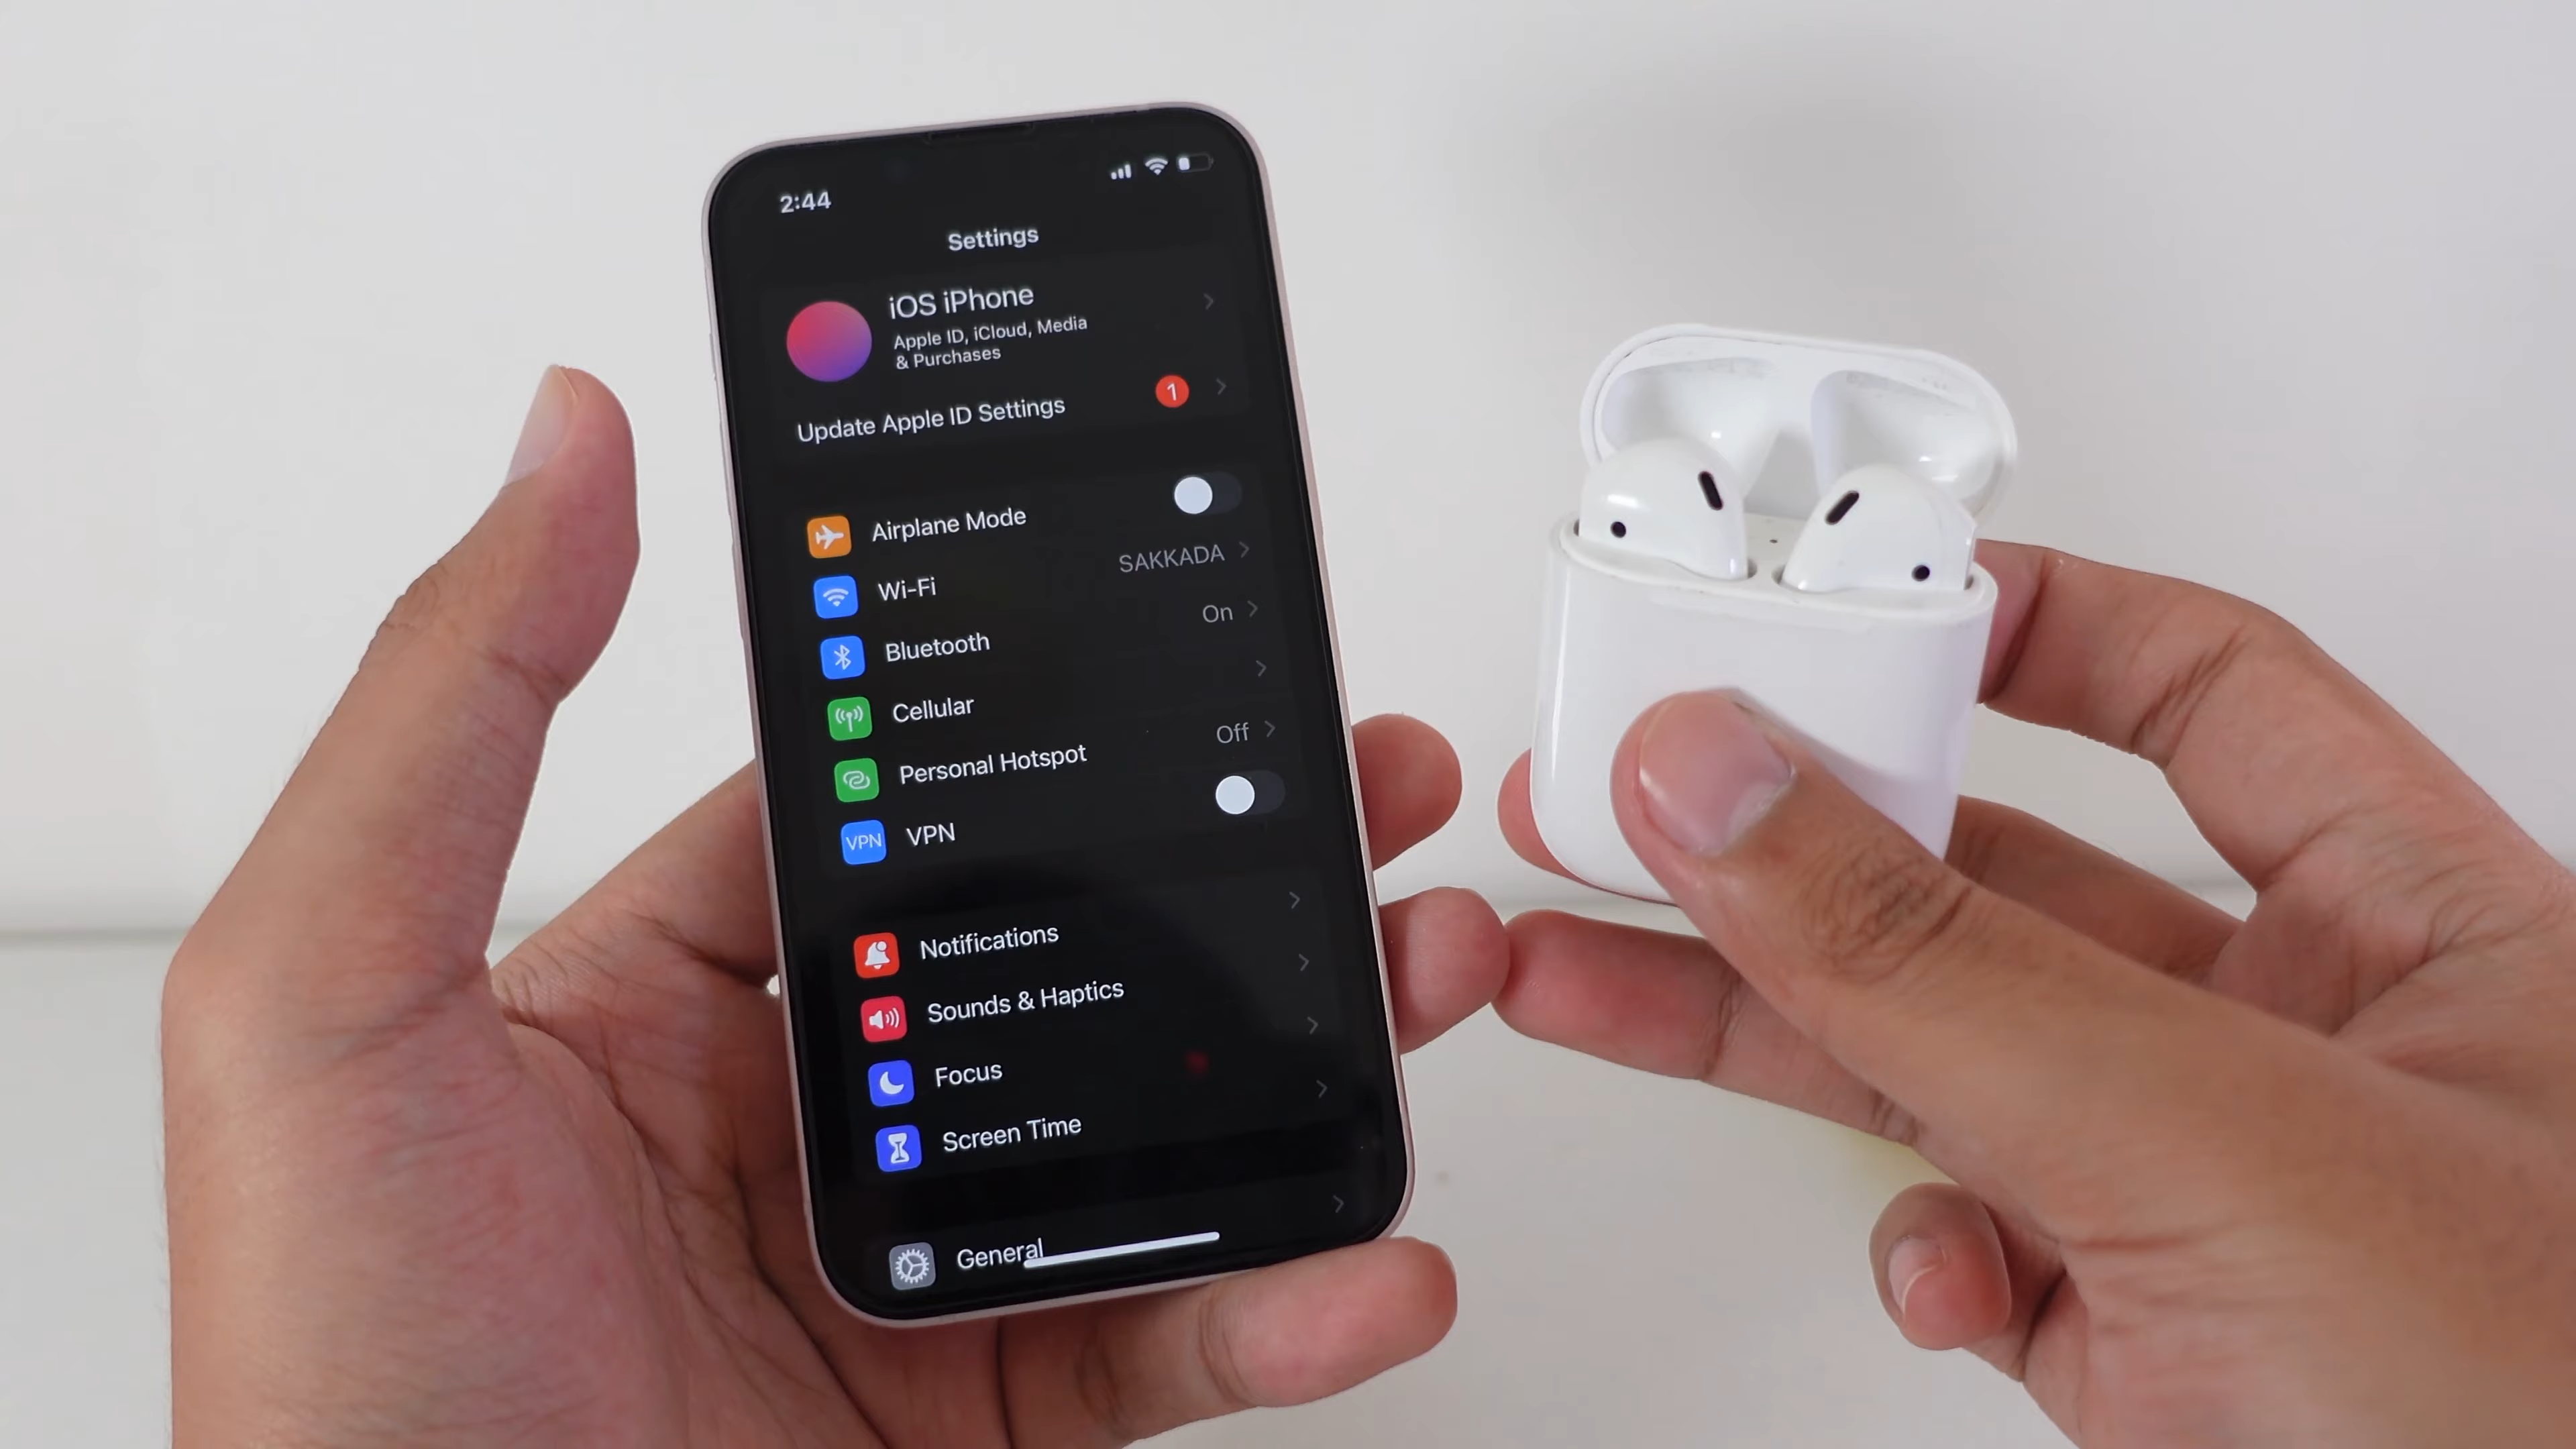 2:44
Settings
iOS iPhone
Apple ID, iCloud, Media
& Purchases
Update Apple ID Settings
1
Airplane Mode
Wi-Fi
SAKKADA
Bluetooth
On
Cellular
Personal Hotspot
Off
VPN
VPN
Notifications
Sounds & Haptics
Focus
Screen Time
General